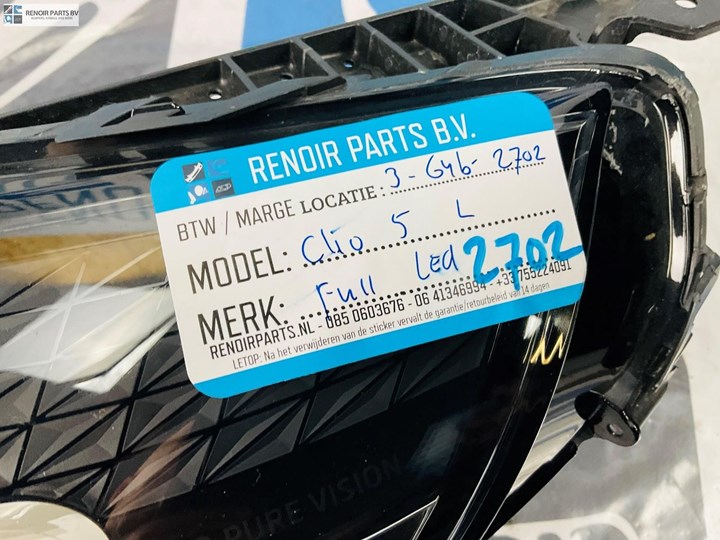 RENOIR PARTS BV
RENOIR PARTS B.V.
BTW / MARGE LOCATIE: 3-G46-2702
MODEL: Clio 5 L
MERK: Full Led 2702
RENOIRPARTS.NL - 085 0603676 - 06 41346994 - +33755224091
LETOP: Na het verwijderen van de sticker vervalt de garantie/retourbeleid van 14 dagen
PURE VISION